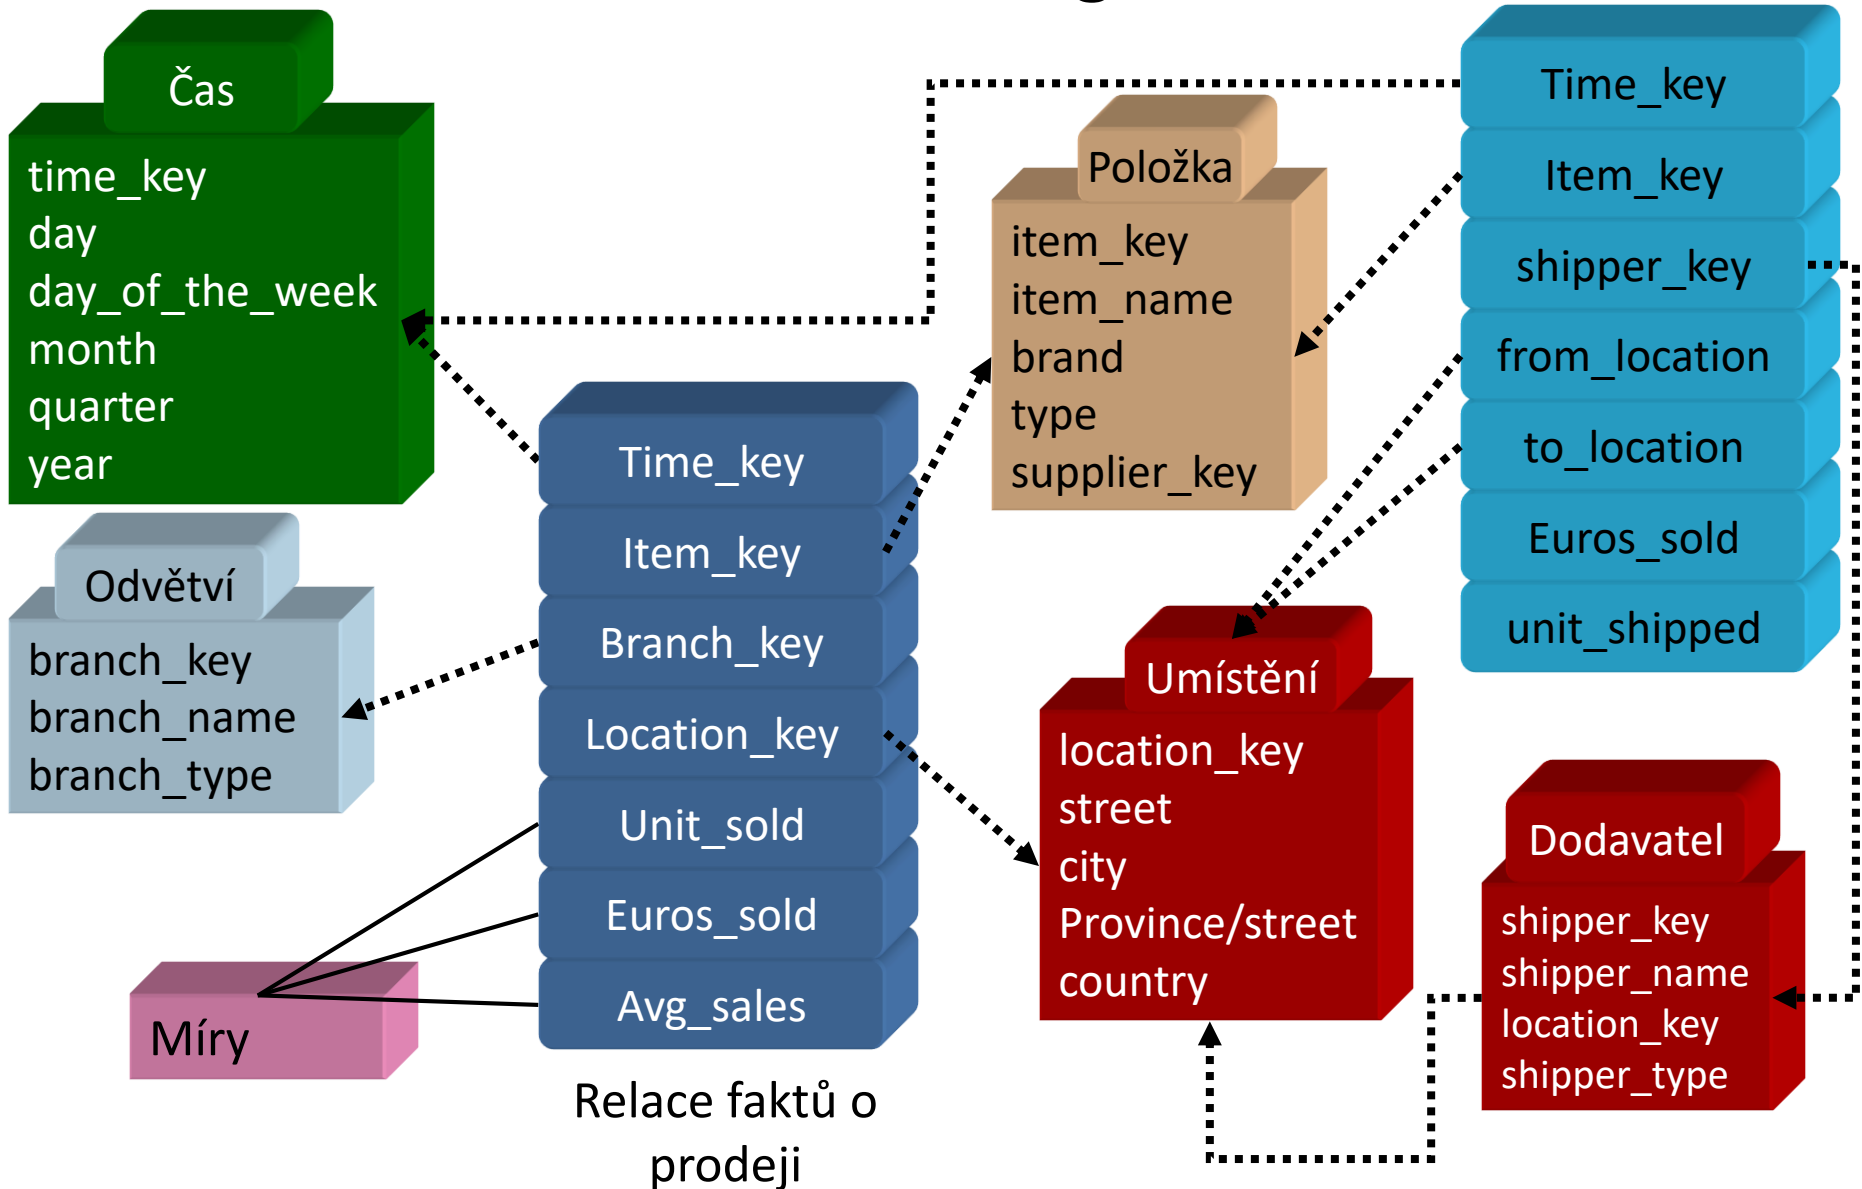 Čas
time_key
day
day_of_the_week
month
quarter
year
Odvětví
branch_key
branch_name
branch_type
Míry
Time_key
Item_key
Branch_key
Location_key
Unit_sold
Euros_sold
Avg_sales
Relace faktů o
prodeji
Položka
item_key
item_name
brand
type
supplier_key
Umístění
location_key
street
city
Province/street
country
Time_key
Item_key
shipper_key
from_location
to_location
Euros_sold
unit_shipped
Dodavatel
shipper_key
shipper_name
location_key
shipper_type